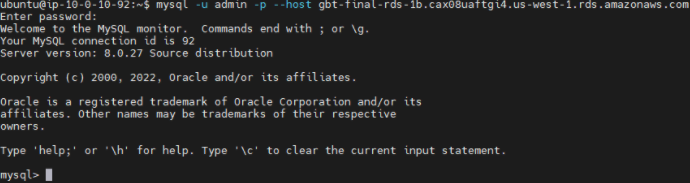 ubuntu@ip-10-0-10-92:~$ mysql -u admin -p --host gbt-final-rds-1b.cax08uaftgi4.us-west-1.rds.amazonaws.com
Enter password:
Welcome to the MySQL monitor.  Commands end with ; or \g.
Your MySQL connection id is 92
Server version: 8.0.27 Source distribution

Copyright (c) 2000, 2022, Oracle and/or its affiliates.

Oracle is a registered trademark of Oracle Corporation and/or its
affiliates. Other names may be trademarks of their respective
owners.

Type 'help;' or '\h' for help. Type '\c' to clear the current input statement.

mysql>